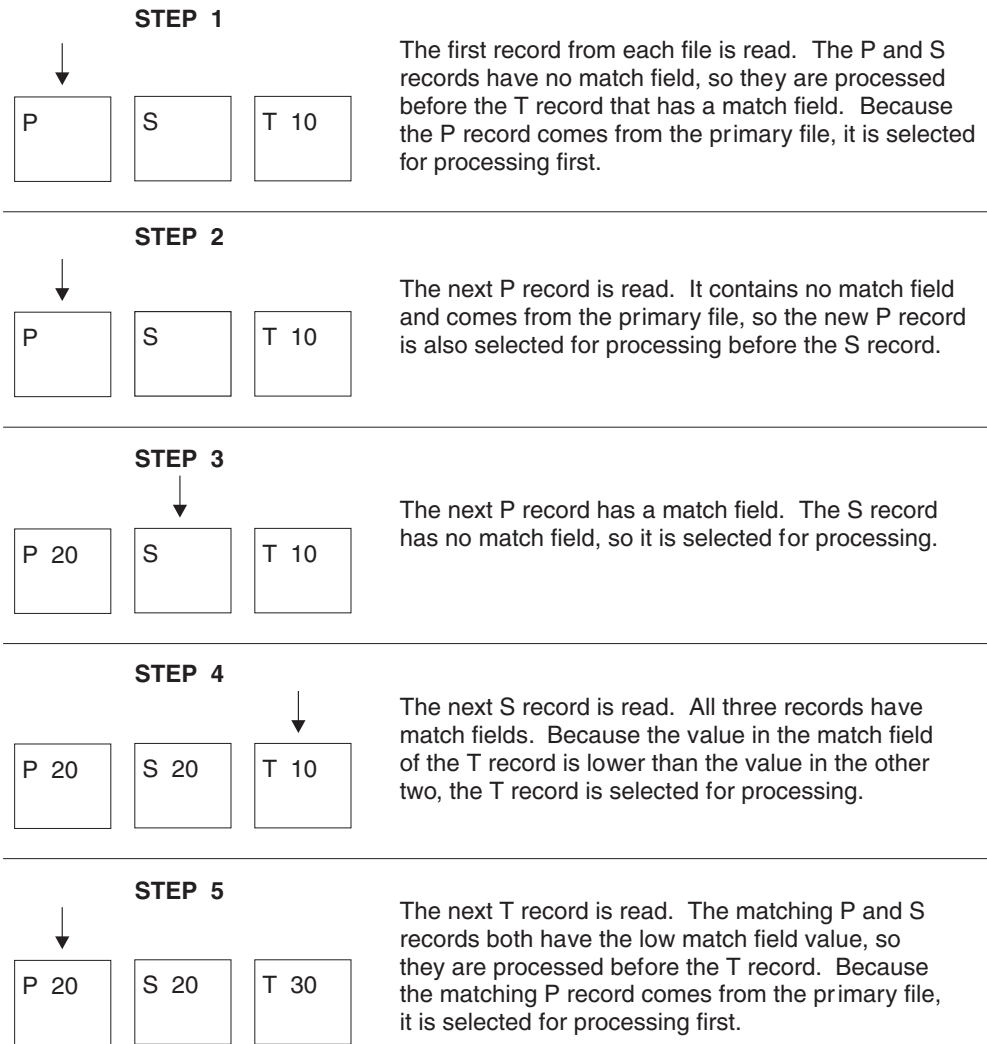 STEP 1
The first record from each file is read. The P and S
records have no match field, so they are processed
before the T record that has a match field. Because
the P record comes from the primary file, it is selected
for processing first.
P
S
T 10
STEP 2
The next P record is read. It contains no match field
and comes from the primary file, so the new P record
is also selected for processing before the S record.
P
S
T 10
STEP 3
The next P record has a match field. The S record
has no match field, so it is selected for processing.
P 20
S
T 10
STEP 4
The next S record is read. All three records have
match fields. Because the value in the match field
of the T record is lower than the value in the other
two, the T record is selected for processing.
P 20
S 20
T 10
STEP 5
The next T record is read. The matching P and S
records both have the low match field value, so
they are processed before the T record. Because
the matching P record comes from the primary file,
it is selected for processing first.
P 20
S 20
T 30